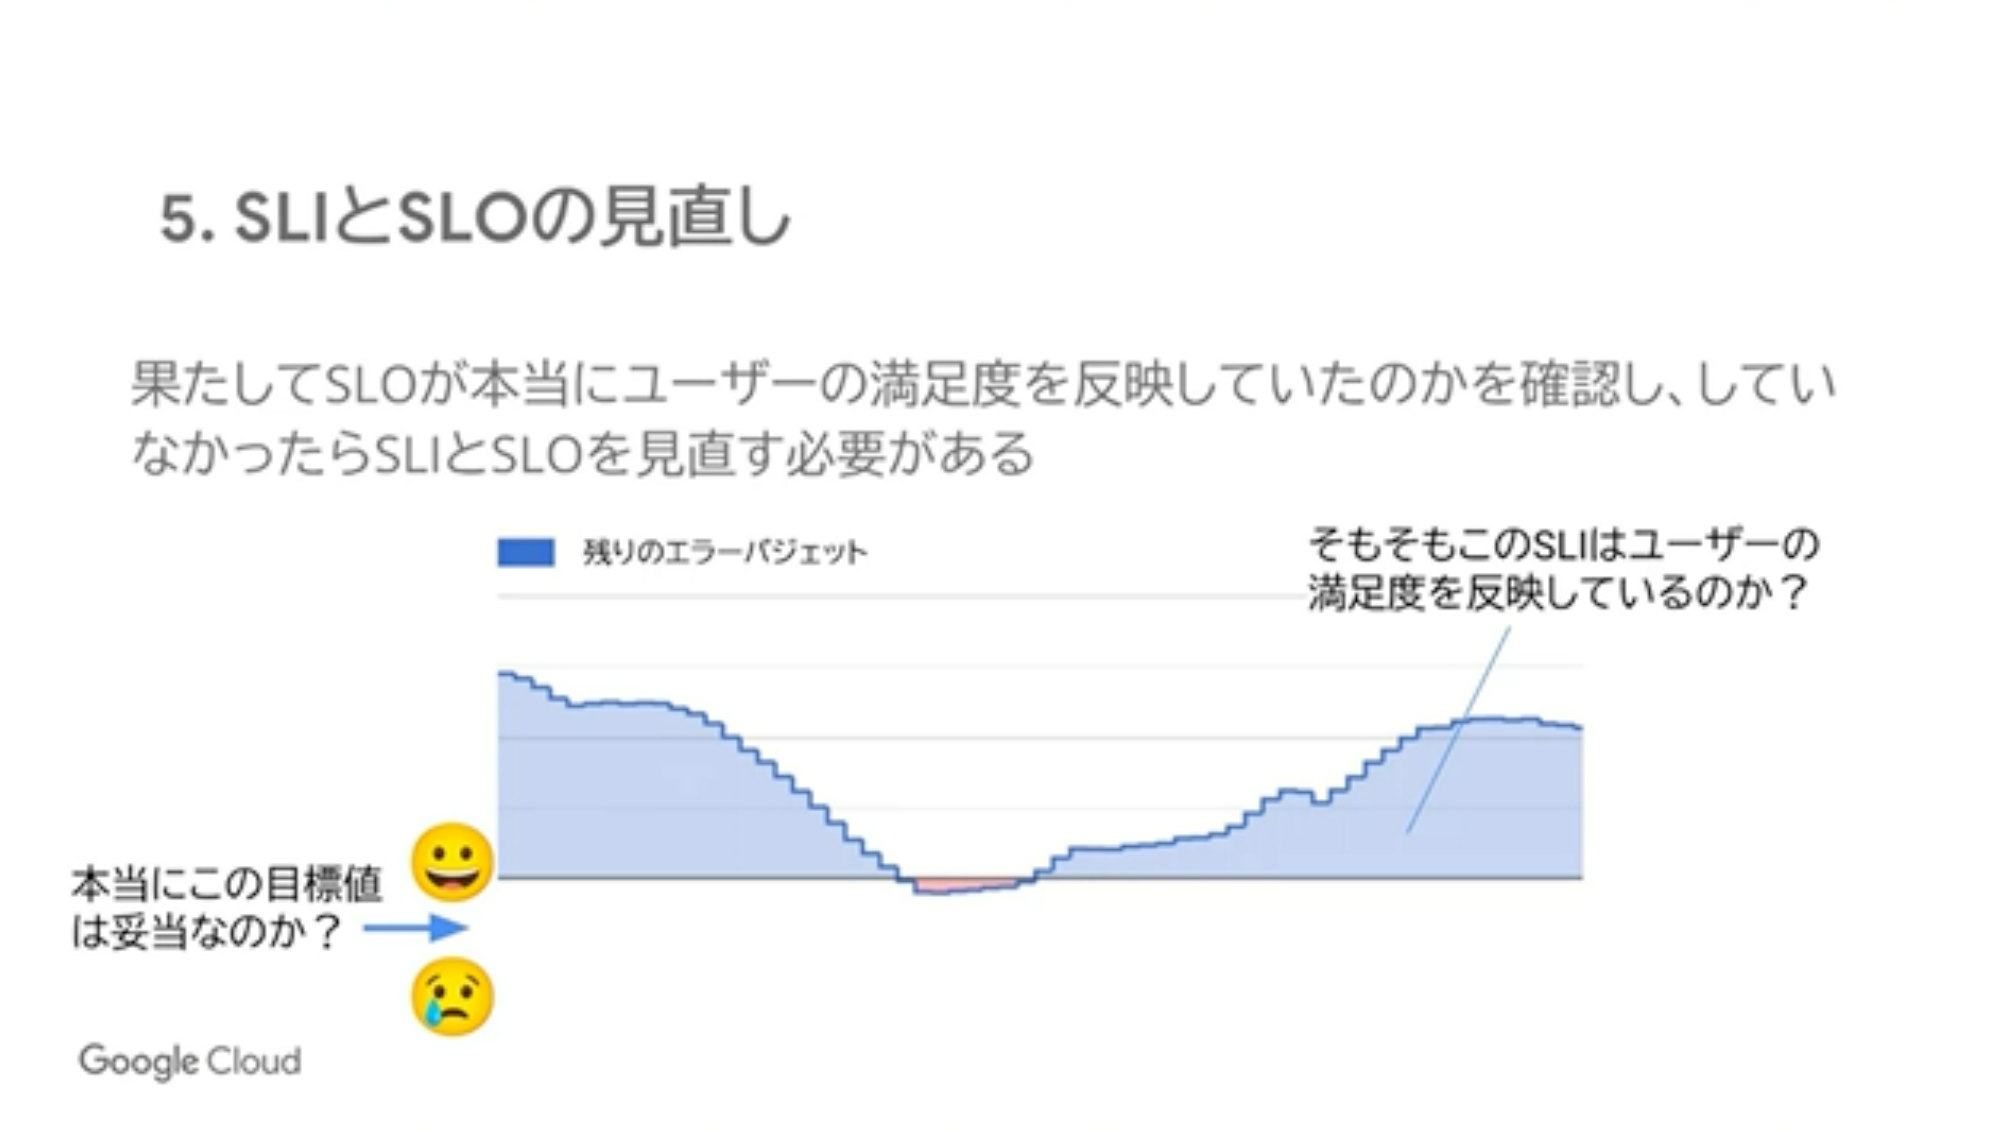 5. SLIとSLOの見直し
果たしてSLOが本当にユーザーの満足度を反映していたのかを確認し、してい
なかったらSLIとSLOを見直す必要がある
残りのエラーバジェット
そもそもこのSLIはユーザーの
満足度を反映しているのか？
本当にこの目標値
は妥当なのか？
Google Cloud